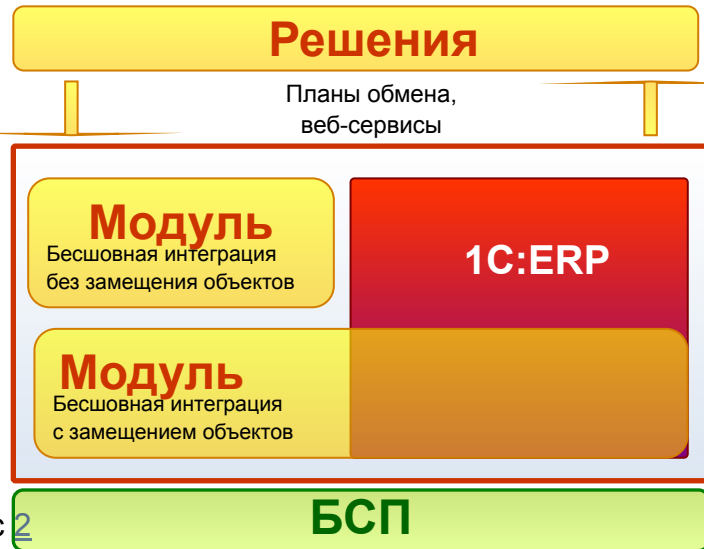 Решения
Планы обмена,
веб-сервисы
Модуль
Бесшовная интеграция
без замещения объектов
1С:ERP
Модуль
Бесшовная интеграция
с замещением объектов
БСП
с 2